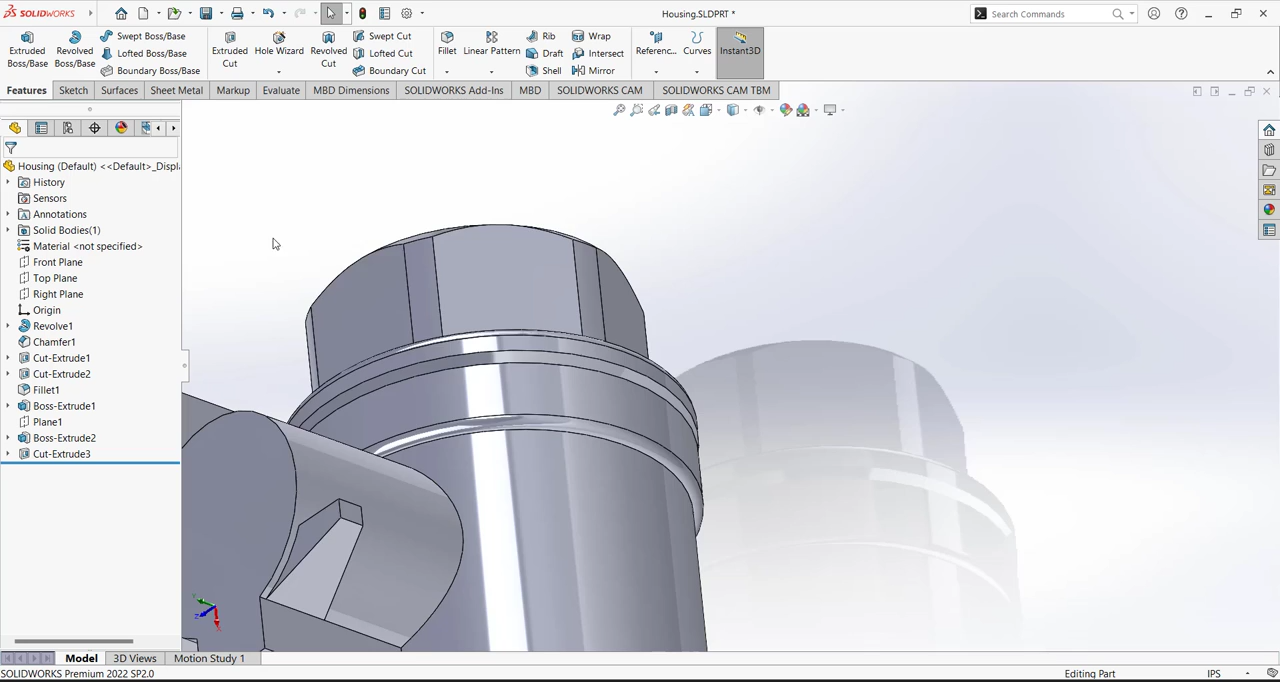 SOLIDWORKS
Housing.SLDPRT *
Search Commands
Extruded Boss/Base
Revolved Boss/Base
Swept Boss/Base
Lofted Boss/Base
Boundary Boss/Base
Extruded Cut
Hole Wizard
Revolved Cut
Swept Cut
Lofted Cut
Boundary Cut
Fillet
Linear Pattern
Rib
Draft
Shell
Wrap
Intersect
Mirror
Referenc...
Curves
Instant3D
Features
Sketch
Surfaces
Sheet Metal
Markup
Evaluate
MBD Dimensions
SOLIDWORKS Add-Ins
MBD
SOLIDWORKS CAM
SOLIDWORKS CAM TBM
Housing (Default) <<Default>_Displ
History
Sensors
Annotations
Solid Bodies(1)
Material <not specified>
Front Plane
Top Plane
Right Plane
Origin
Revolve1
Chamfer1
Cut-Extrude1
Cut-Extrude2
Fillet1
Boss-Extrude1
Plane1
Boss-Extrude2
Cut-Extrude3
Model
3D Views
Motion Study 1
SOLIDWORKS Premium 2022 SP2.0
Editing Part
IPS